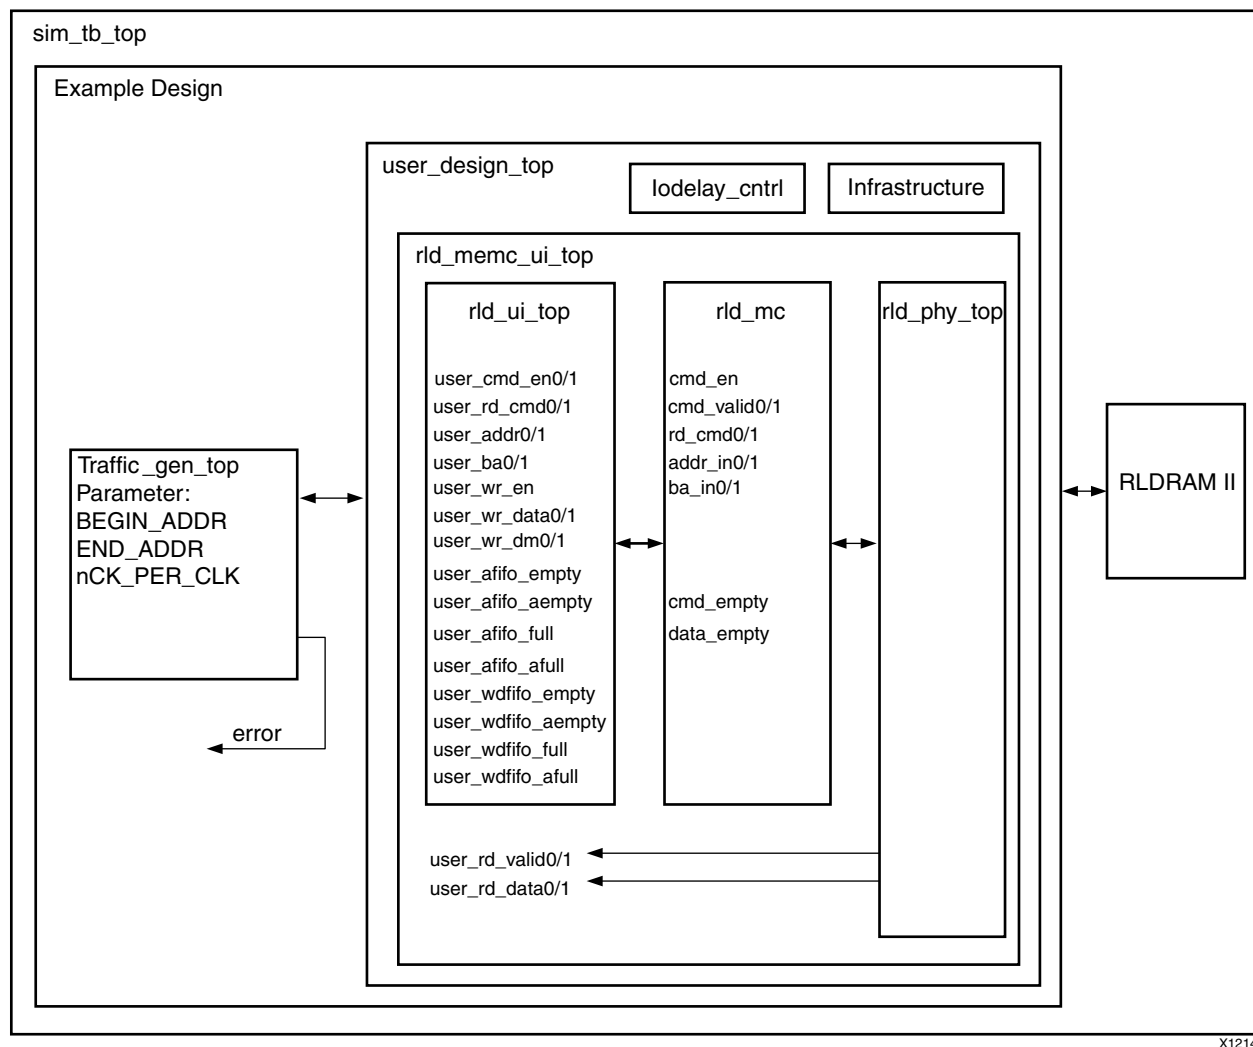 sim_tb_top
Example Design
user_design_top
Iodelay_cntrl
Infrastructure
rld_memc_ui_top
rld_ui_top
rld_mc
rld_phy_top
user_cmd_en0/1
user_rd_cmd0/1
user_addr0/1
user_ba0/1
user_wr_en
user_wr_data0/1
user_wr_dm0/1
user_afifo_empty
user_afifo_aempty
user_afifo_full
user_afifo_afull
user_wdfifo_empty
user_wdfifo_aempty
user_wdfifo_full
user_wdfifo_afull
cmd_en
cmd_valid0/1
rd_cmd0/1
addr_in0/1
ba_in0/1
cmd_empty
data_empty
Traffic_gen_top
Parameter:
BEGIN_ADDR
END_ADDR
nCK_PER_CLK
error
RLDRAM II
user_rd_valid0/1
user_rd_data0/1
X1214